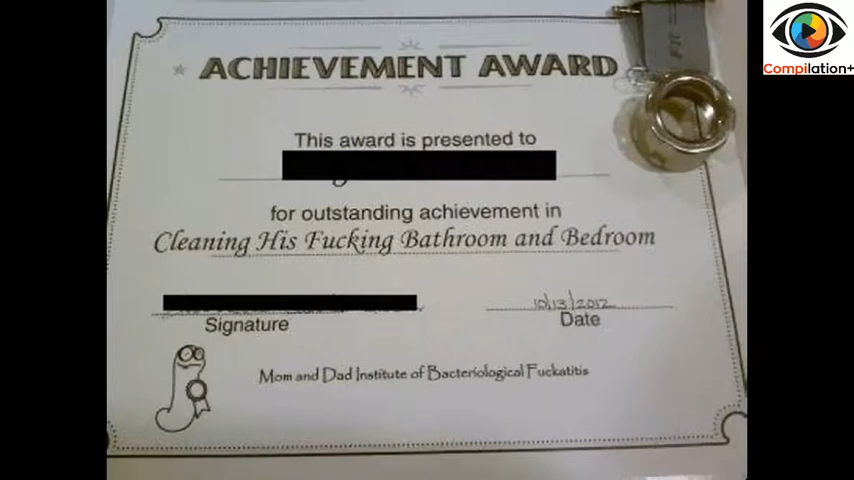 Compilation+
ACHIEVEMENT AWARD
This award is presented to
for outstanding achievement in
Cleaning His Fucking Bathroom and Bedroom
10/13/2012
Signature
Date
Mom and Dad Institute of Bacteriological Fuckatitis